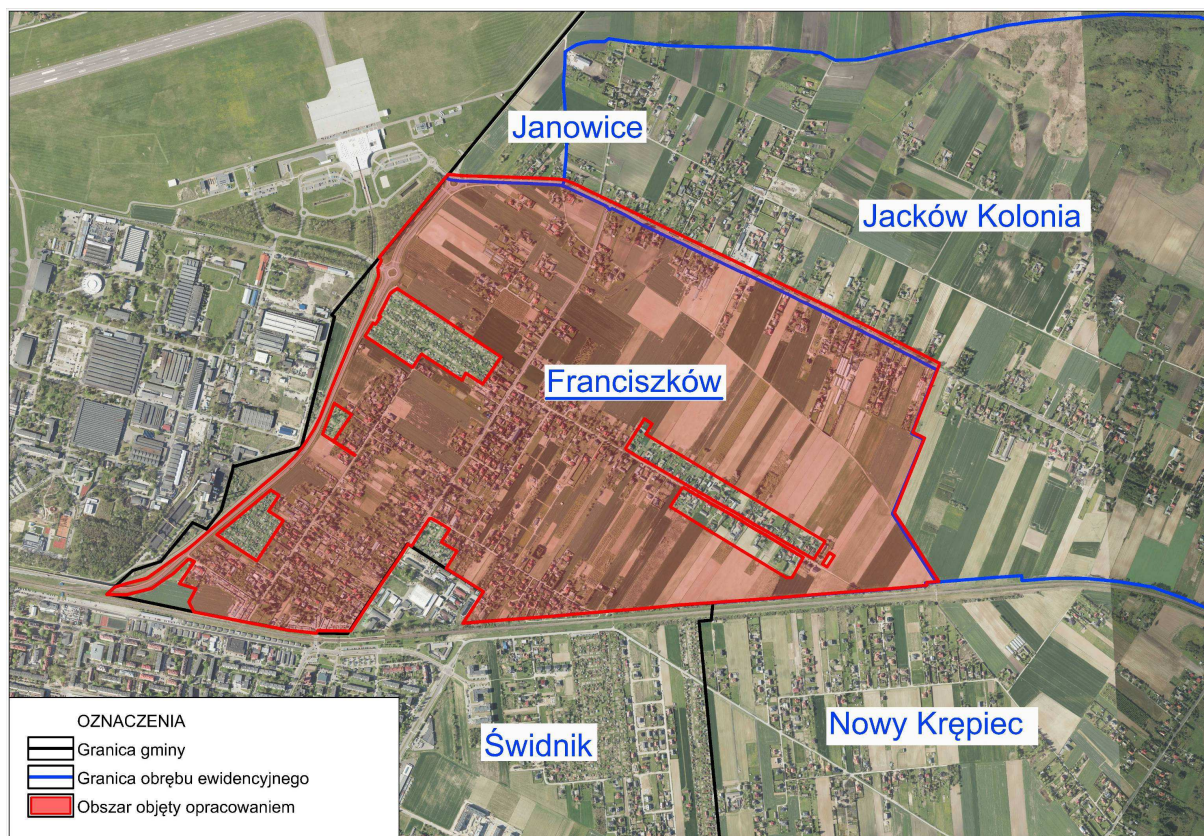 Janowice
Jacków Kolonia
Franciszków
Świdnik
Nowy Krępiec
OZNACZENIA
Granica gminy
Granica obrębu ewidencyjnego
Obszar objęty opracowaniem